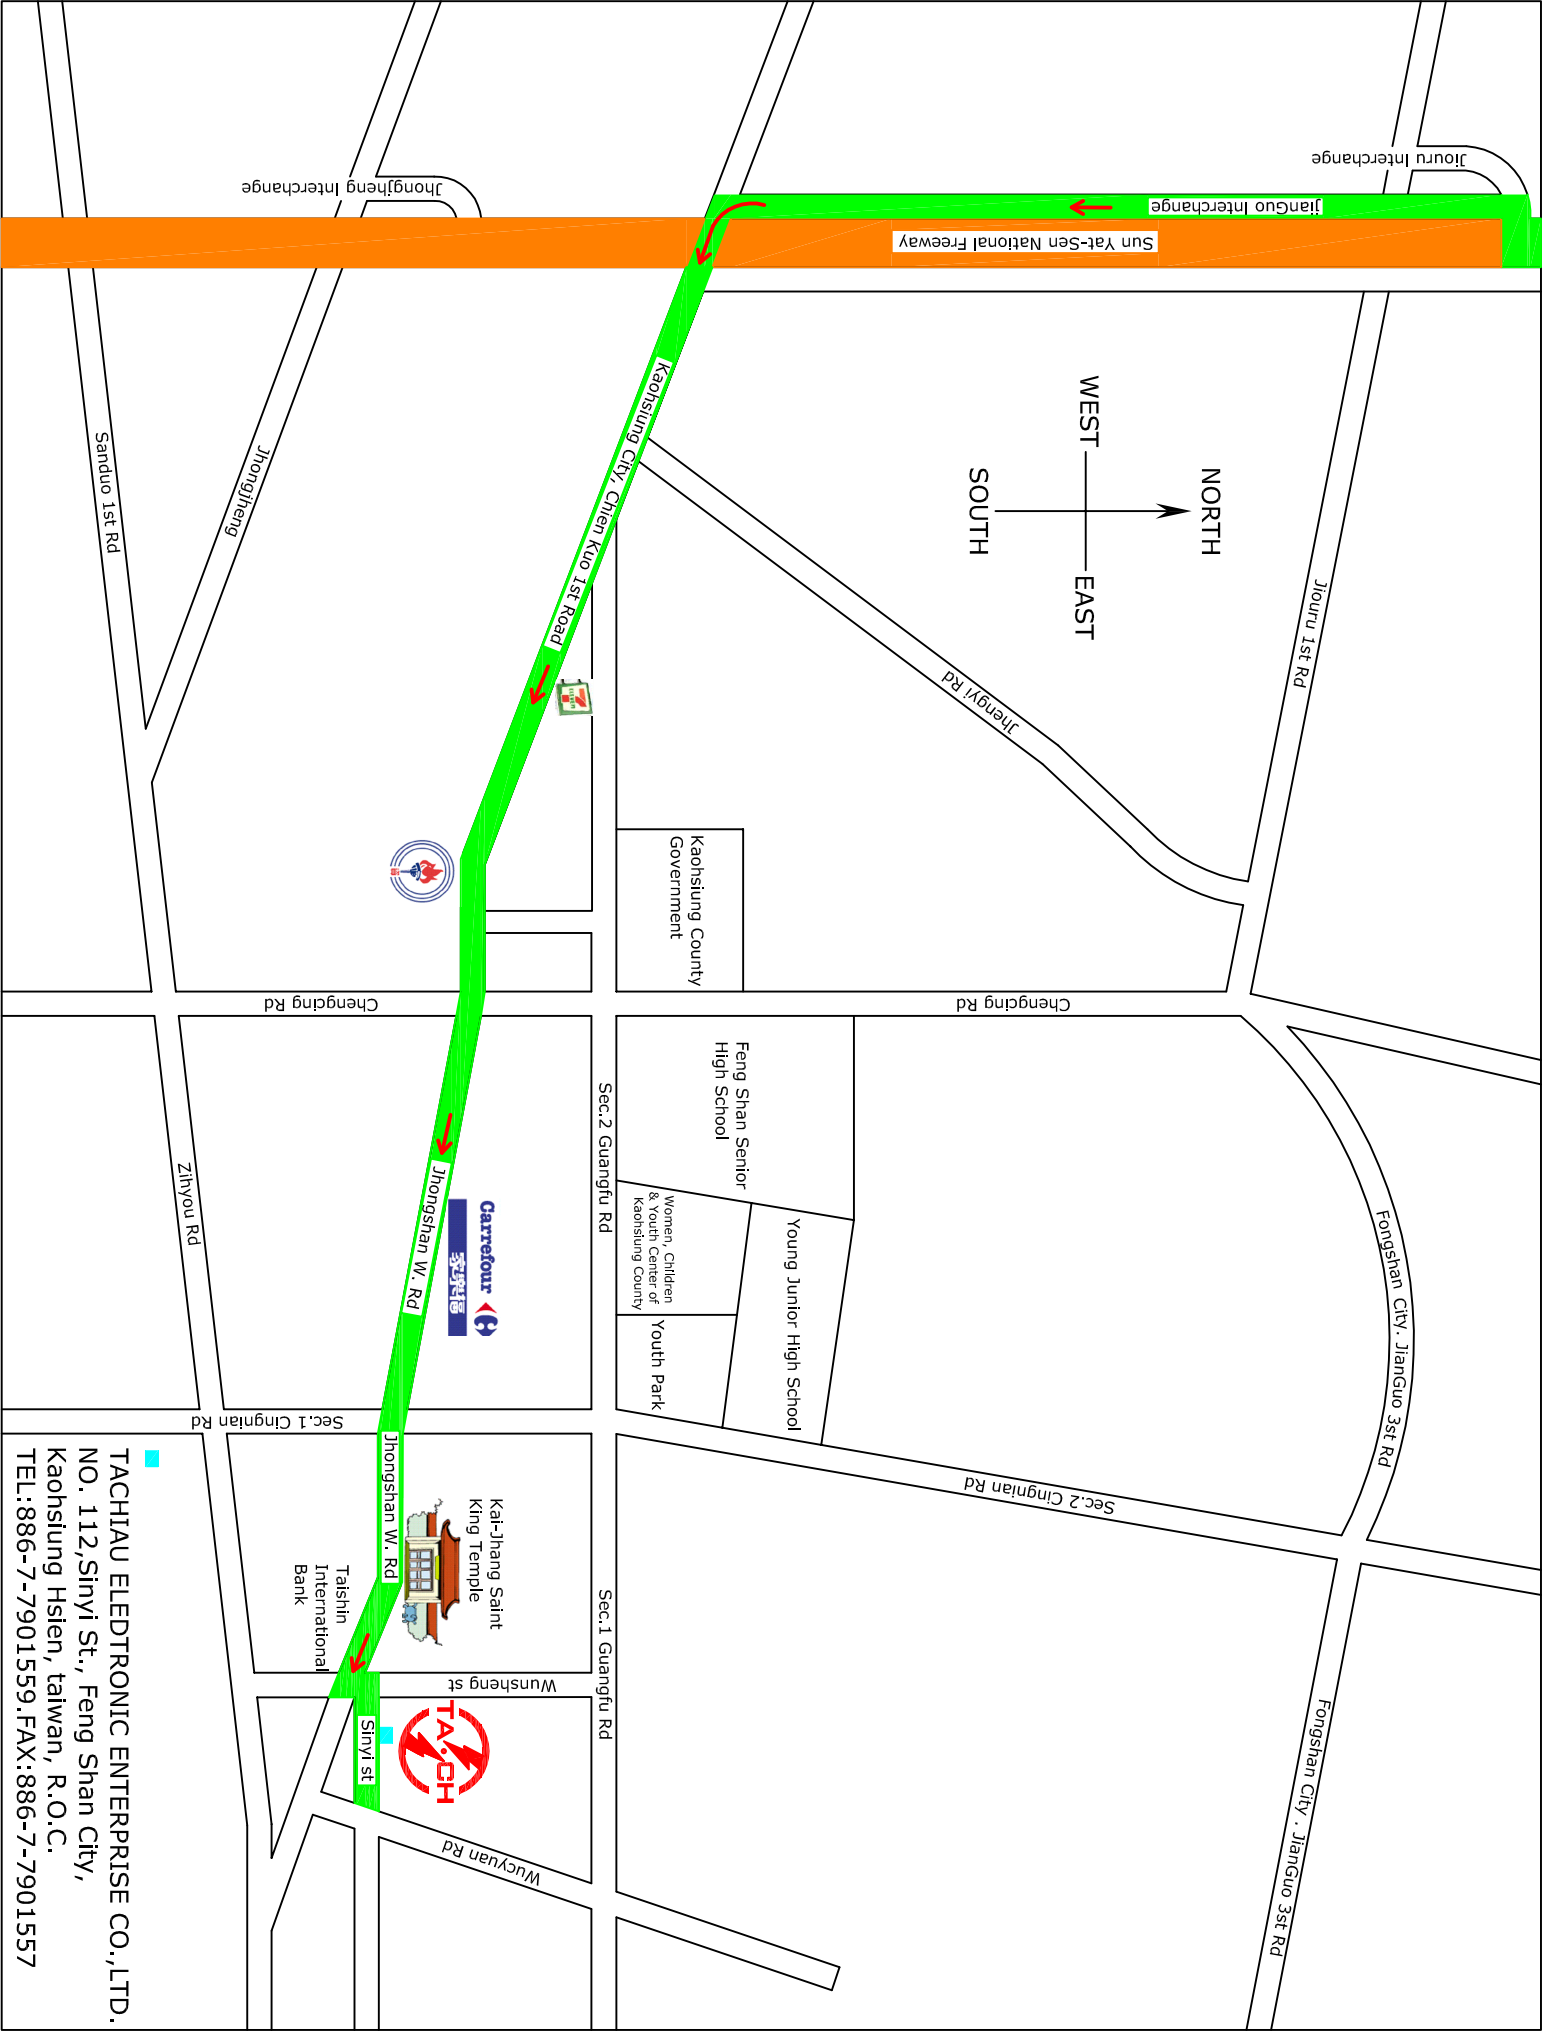 Jiouru Interchange
Jhongjheng Interchange
jianGuo Interchange
Sun Yat-Sen National Freeway
NORTH
WEST
EAST
SOUTH
Jiouru 1st Rd
Kaohsiung City, Chien Kuo 1st Road
Jhongjheng
Sanduo 1st Rd
Jhengyi Rd
7
ELEVEN
Kaohsiung County
Government
Chengcing Rd
Chengcing Rd
Feng Shan Senior
High School
Sec.2 Guangfu Rd
Women, Children
& Youth Center of
Kaohsiung County
Young Junior High School
Youth Park
Fongshan City. JianGuo 3st Rd
Jhongshan W. Rd
Carrefour
家樂福
Zihyou Rd
Sec.1 Cingnian Rd
Sec.2 Cingnian Rd
Jhongshan W. Rd
Kai-Jhang Saint
King Temple
Taishin
International
Bank
Sec.1 Guangfu Rd
Wunsheng st
Sinyi st
TA.CH
Wucyuan Rd
Fongshan City . JianGuo 3st Rd
TACHIAU ELEDTRONIC ENTERPRISE CO.,LTD.
NO. 112,Sinyi St., Feng Shan City,
Kaohsiung Hsien, taiwan, R.O.C.
TEL:886-7-7901559.FAX:886-7-7901557